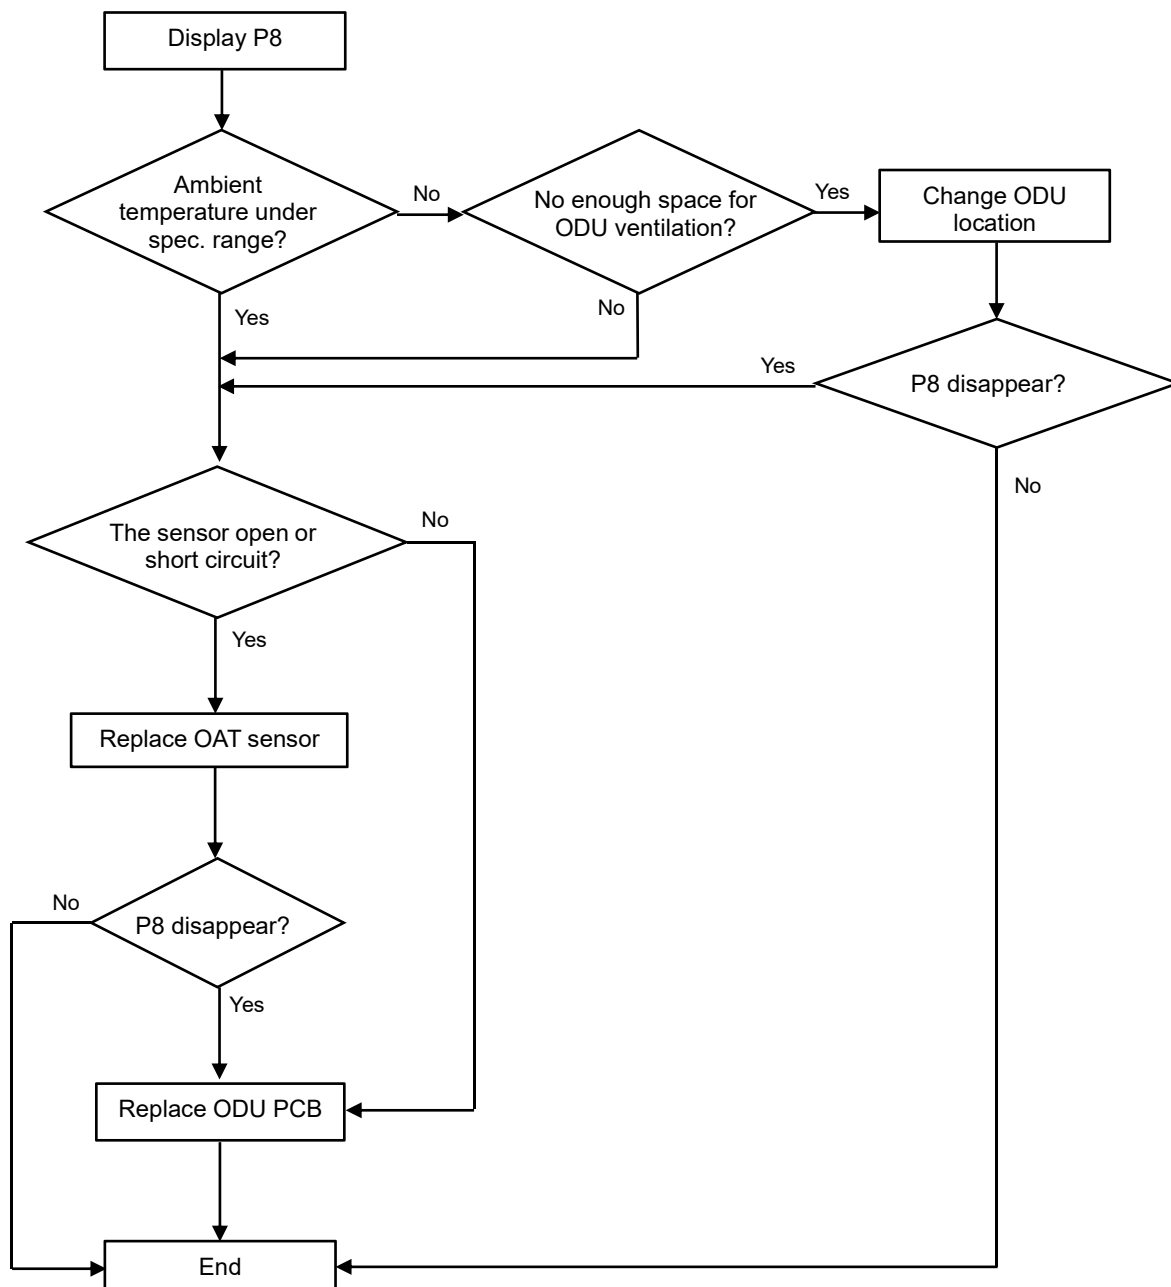 Display P8
Ambient
temperature under
spec. range?
No
No enough space for
ODU ventilation?
Yes
Change ODU
location
Yes
No
Yes
P8 disappear?
No
The sensor open or
short circuit?
No
Yes
Replace OAT sensor
No
P8 disappear?
Yes
Replace ODU PCB
End